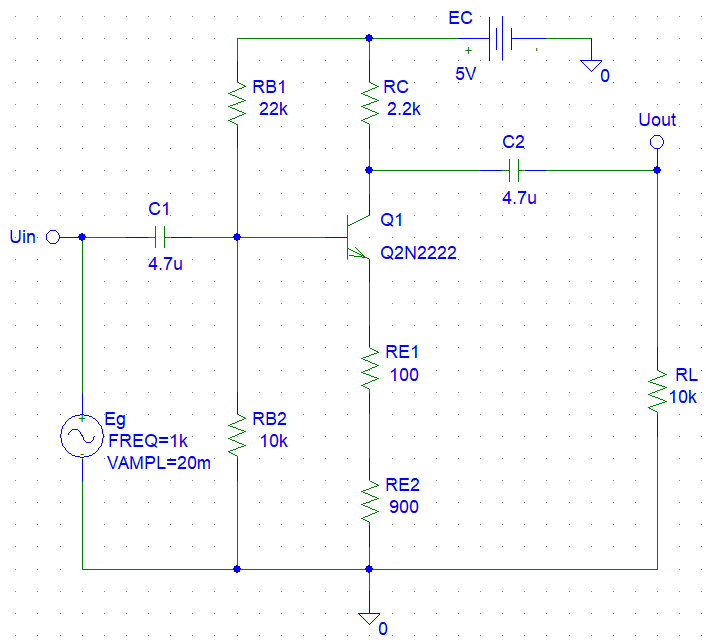 EC
+
-
5V
0
RB1
22k
RC
2.2k
Uout
C2
4.7u
C1
Uin
4.7u
Q1
Q2N2222
RE1
100
RL
10k
Eg
+
-
FREQ=1k
VAMPL=20m
RB2
10k
RE2
900
0